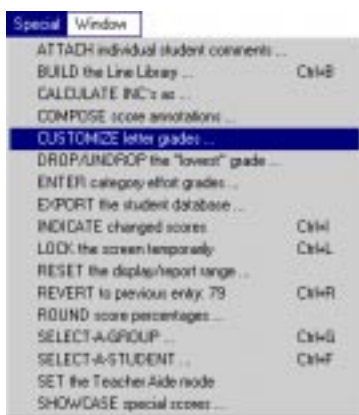 Special Window
ATTACH individual student comments ...
BUILD the Line Library ... Ctrl+B
CALCULATE INC's as ...
COMPOSE score annotations ...
CUSTOMIZE letter grades ...
DROP/UNDROP the "lowest" grade ...
ENTER category effort grades ...
EXPORT the student database ...
INDICATE changed scores Ctrl+I
LOCK the screen temporarily Ctrl+L
RESET the display/report range ...
REVERT to previous entry: 79 Ctrl+R
ROUND score percentages ...
SELECT-A-GROUP ... Ctrl+G
SELECT-A-STUDENT ... Ctrl+F
SET the Teacher Aide mode
SHOWCASE special scores ...